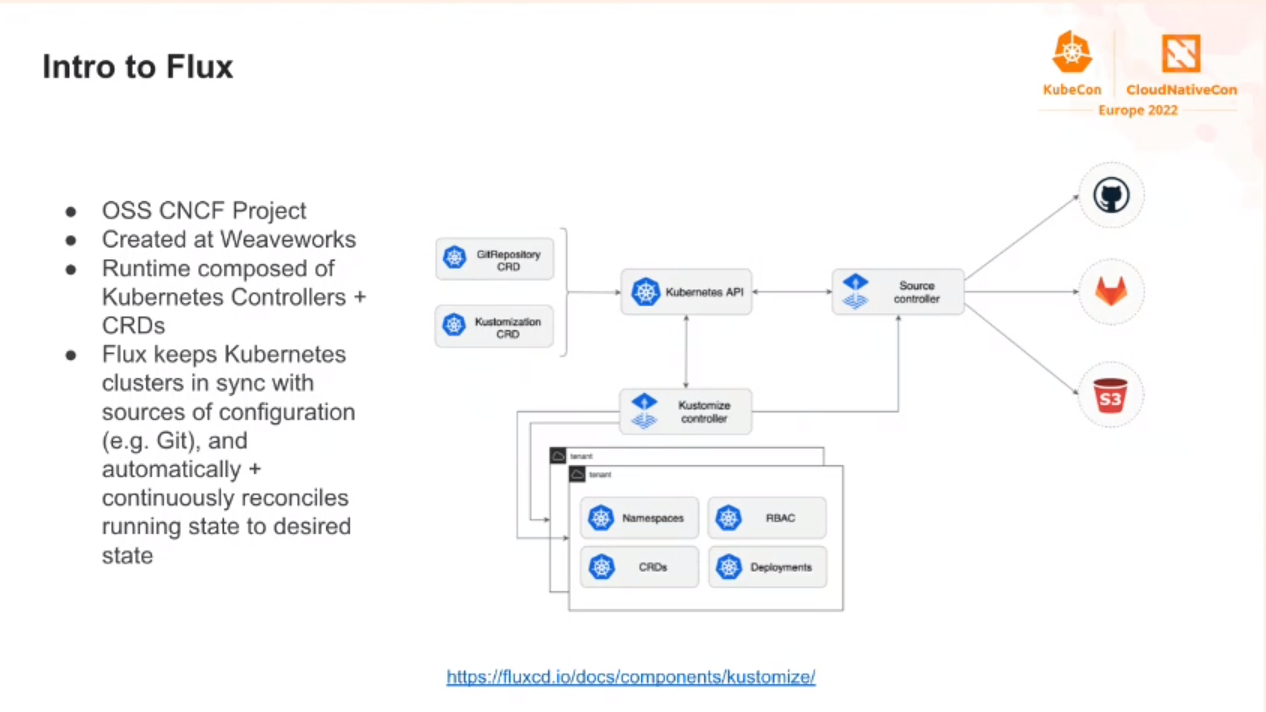 Intro to Flux
KubeCon
CloudNativeCon
Europe 2022
● OSS CNCF Project
● Created at Weaveworks
● Runtime composed of
Kubernetes Controllers +
CRDs
● Flux keeps Kubernetes
clusters in sync with
sources of configuration
(e.g. Git), and
automatically +
continuously reconciles
running state to desired
state
GitRepository
CRD
Kustomization
CRD
Kubernetes API
Source
controller
Kustomize
controller
S3
tenant
tenant
Namespaces
RBAC
CRDs
Deployments
https://fluxcd.io/docs/components/kustomize/